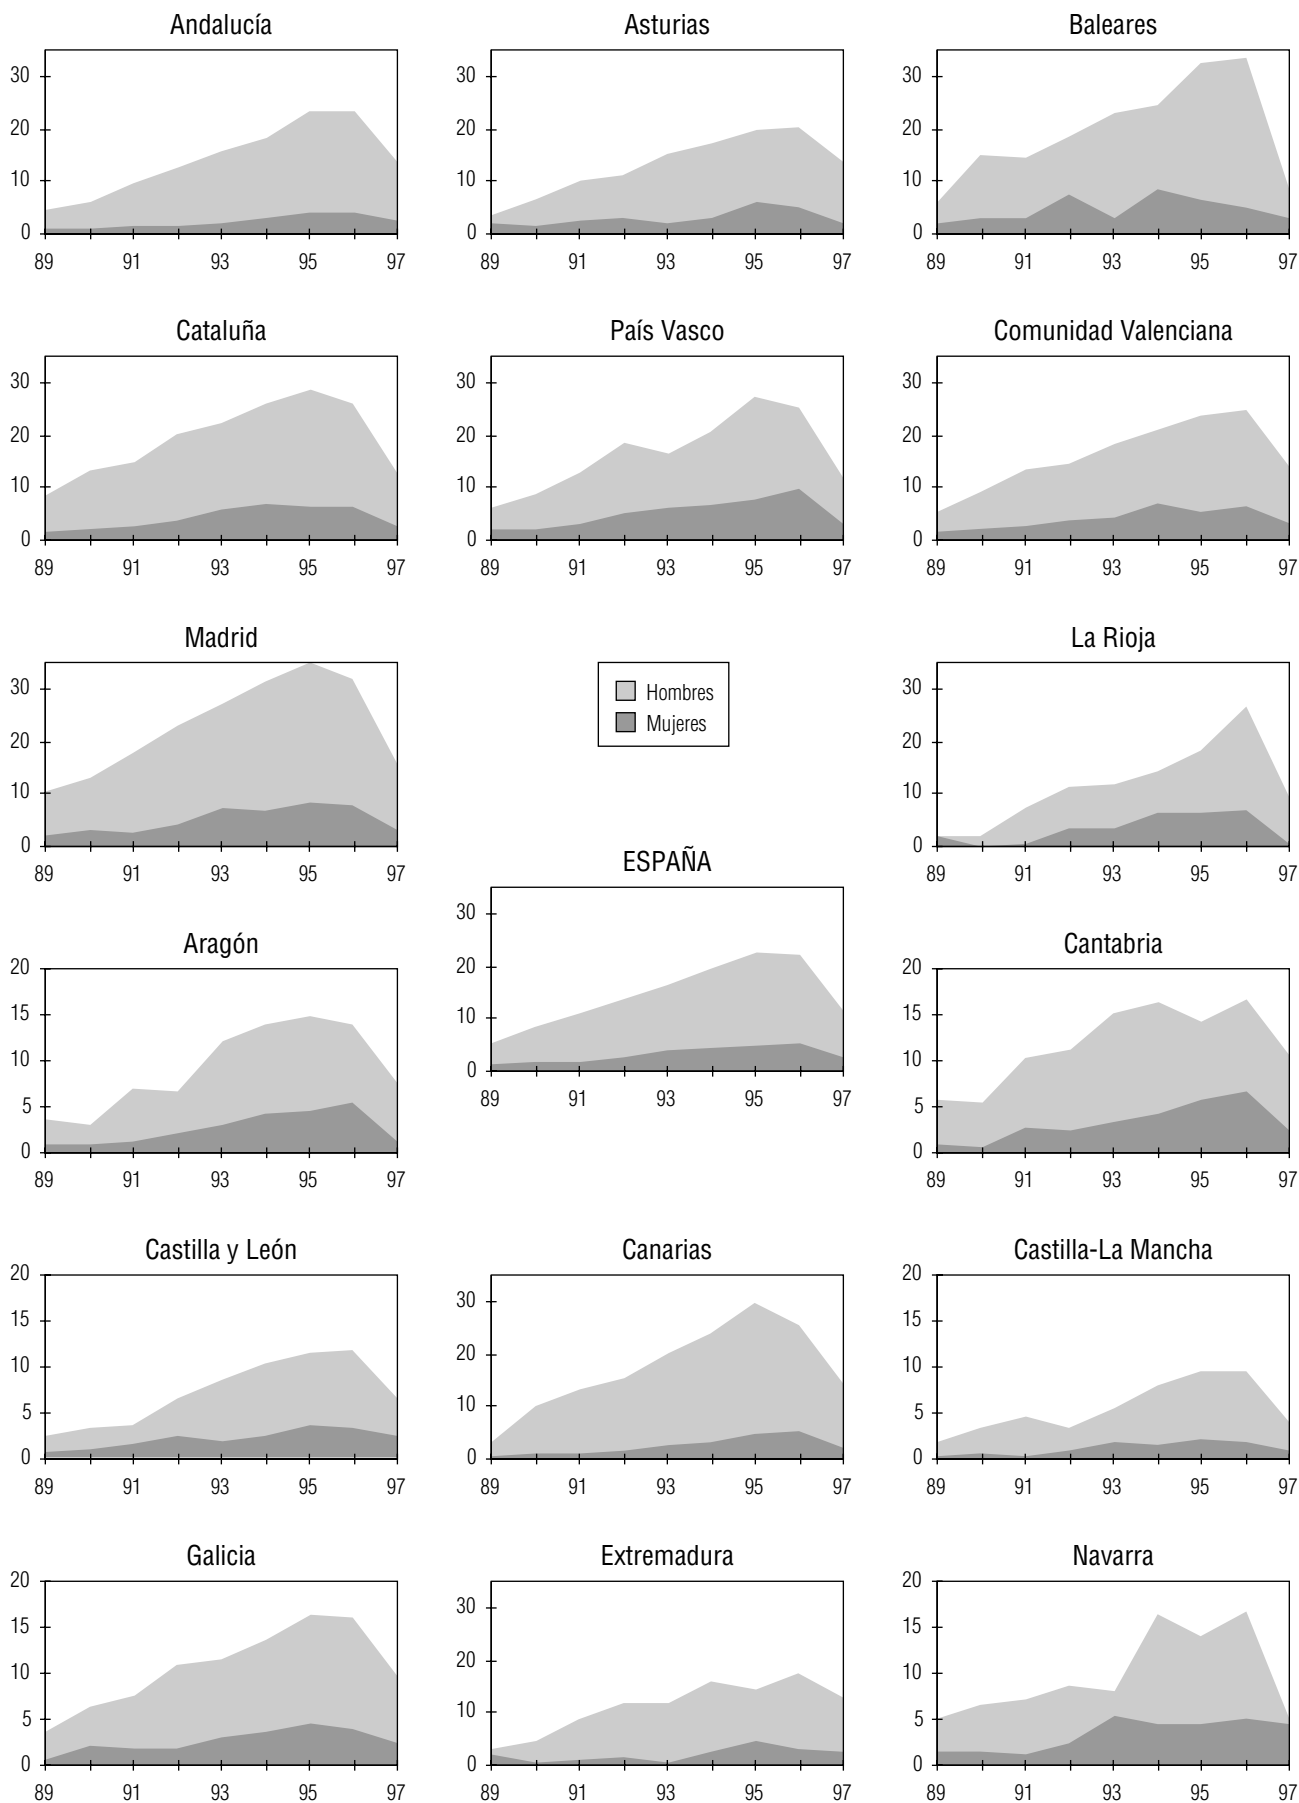 Andalucía
30
20
10
0
89 91 93 95 97
Asturias
30
20
10
0
89 91 93 95 97
Baleares
30
20
10
0
89 91 93 95 97
Cataluña
30
20
10
0
89 91 93 95 97
País Vasco
30
20
10
0
89 91 93 95 97
Comunidad Valenciana
30
20
10
0
89 91 93 95 97
Madrid
30
20
10
0
89 91 93 95 97
Hombres
Mujeres
La Rioja
30
20
10
0
89 91 93 95 97
ESPAÑA
30
20
10
0
89 91 93 95 97
Aragón
20
15
10
5
0
89 91 93 95 97
Cantabria
20
15
10
5
0
89 91 93 95 97
Castilla y León
20
15
10
5
0
89 91 93 95 97
Canarias
30
20
10
0
89 91 93 95 97
Castilla-La Mancha
20
15
10
5
0
89 91 93 95 97
Galicia
20
15
10
5
0
89 91 93 95 97
Extremadura
30
20
10
0
89 91 93 95 97
Navarra
20
15
10
5
0
89 91 93 95 97